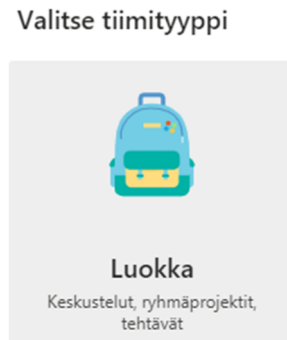 Valitse tiimityyppi
Luokka
Keskustelut, ryhmäprojektit,
tehtävät